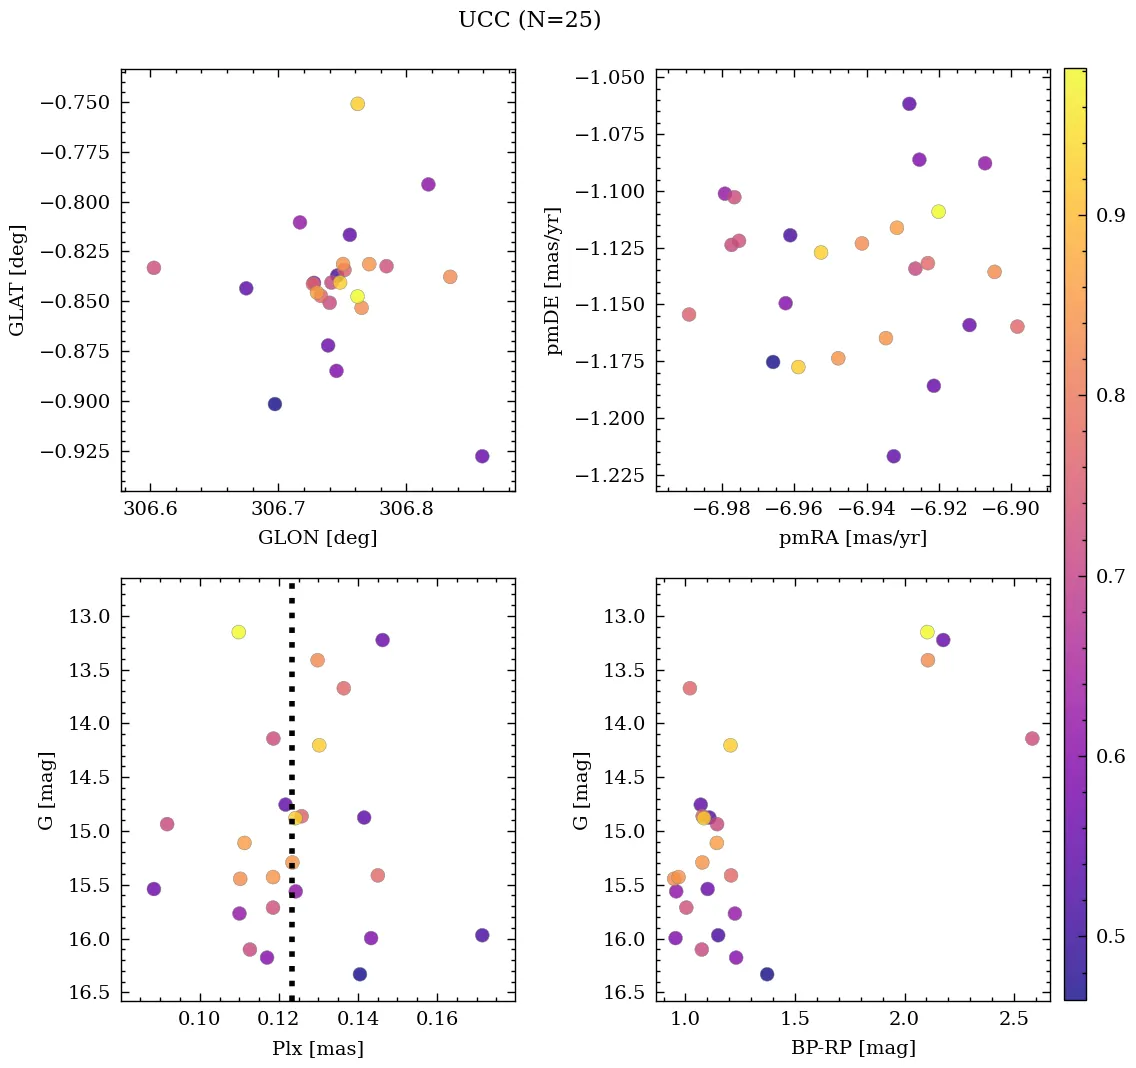 UCC (N=25)
−0.750
−0.775
−0.800
−0.825
−0.850
−0.875
−0.900
−0.925
GLAT [deg]
306.6 306.7 306.8
GLON [deg]
−1.050
−1.075
−1.100
−1.125
−1.150
−1.175
−1.200
−1.225
pmDE [mas/yr]
−6.98 −6.96 −6.94 −6.92 −6.90
pmRA [mas/yr]
13.0
13.5
14.0
14.5
15.0
15.5
16.0
16.5
G [mag]
0.10 0.12 0.14 0.16
Plx [mas]
13.0
13.5
14.0
14.5
15.0
15.5
16.0
16.5
G [mag]
1.0 1.5 2.0 2.5
BP-RP [mag]
0.9
0.8
0.7
0.6
0.5